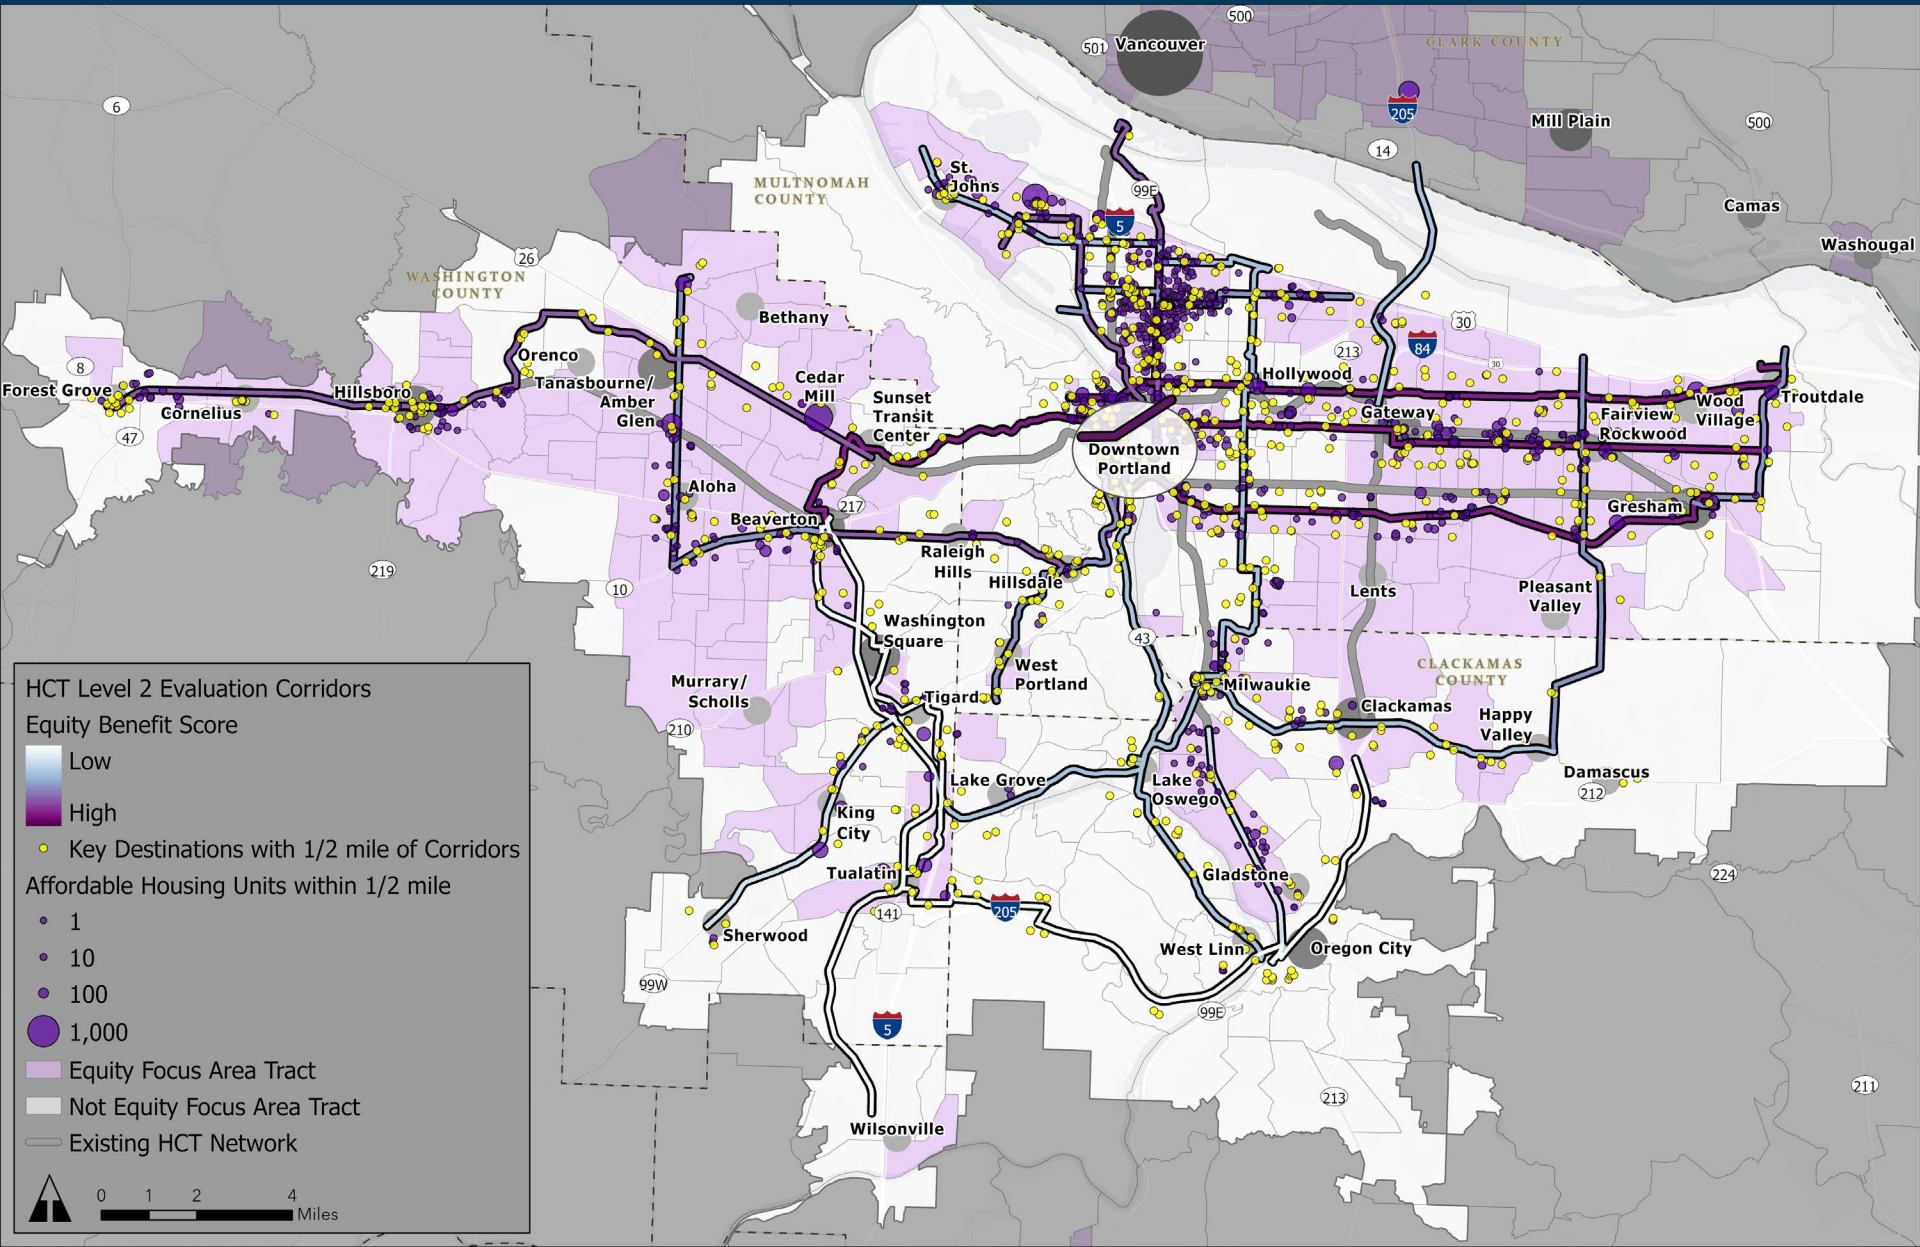 500
501
Vancouver
CLARK COUNTY
6
205
Mill Plain
500
14
MULTNOMAH
COUNTY
St.
Johns
99E
5
Camas
Washougal
26
WASHINGTON
COUNTY
Bethany
30
84
213
30
8
Forest Grove
Cornelius
Hillsboro
Orenco
Tanasbourne/
Amber
Glen
Cedar
Mill
Sunset
Transit
Center
Hollywood
Gateway
Fairview
Rockwood
Wood
Village
Troutdale
47
Downtown
Portland
Aloha
217
Beaverton
Gresham
Raleigh
Hills
Hillsdale
219
10
Lents
Pleasant
Valley
43
Washington
Square
CLACKAMAS
COUNTY
West
Portland
Murrary/
Scholls
Tigard
Milwaukie
Clackamas
Happy
Valley
210
HCT Level 2 Evaluation Corridors
Equity Benefit Score
Low
High
Key Destinations with 1/2 mile of Corridors
Affordable Housing Units within 1/2 mile
1
10
100
1,000
Equity Focus Area Tract
Not Equity Focus Area Tract
Existing HCT Network
0 1 2 4
Miles
Lake Grove
Lake
Oswego
Damascus
212
King
City
Tualatin
Gladstone
224
141
205
Sherwood
West Linn
Oregon City
99W
99E
5
213
211
Wilsonville